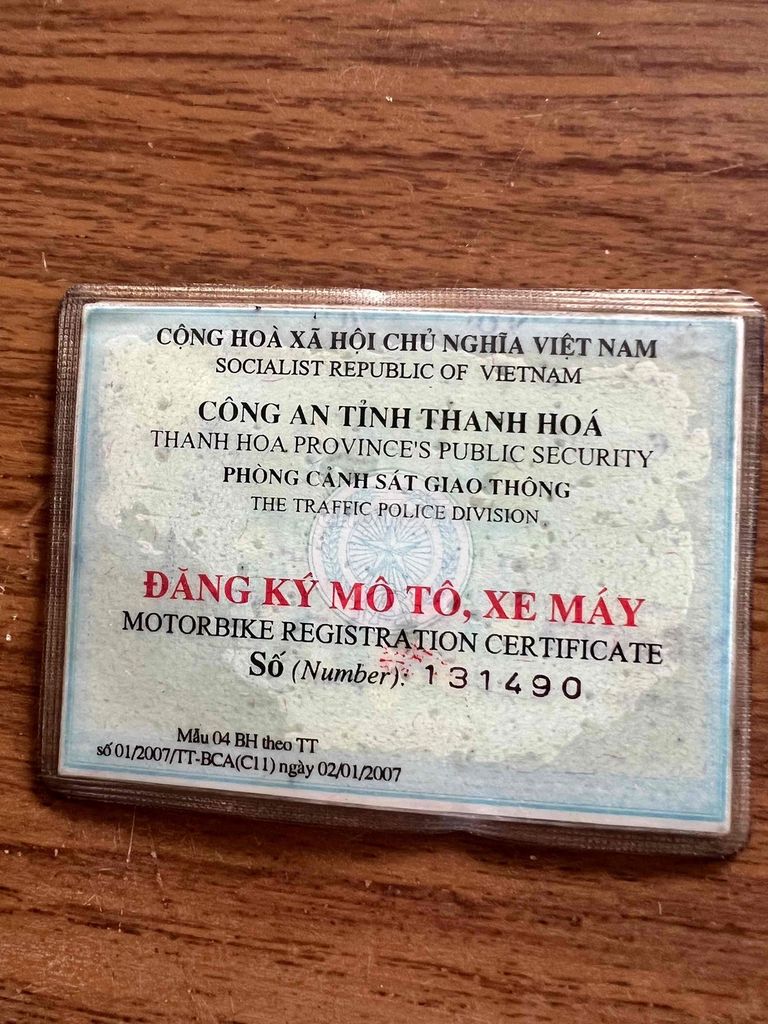 CỘNG HOÀ XÃ HỘI CHỦ NGHĨA VIỆT NAM
SOCIALIST REPUBLIC OF VIETNAM
CÔNG AN TỈNH THANH HOÁ
THANH HOA PROVINCE'S PUBLIC SECURITY
PHÒNG CẢNH SÁT GIAO THÔNG
THE TRAFFIC POLICE DIVISION
ĐĂNG KÝ MÔ TÔ, XE MÁY
MOTORBIKE REGISTRATION CERTIFICATE
Số (Number): 131490
Mẫu 04 BH theo TT
số 01/2007/TT-BCA(C11) ngày 02/01/2007